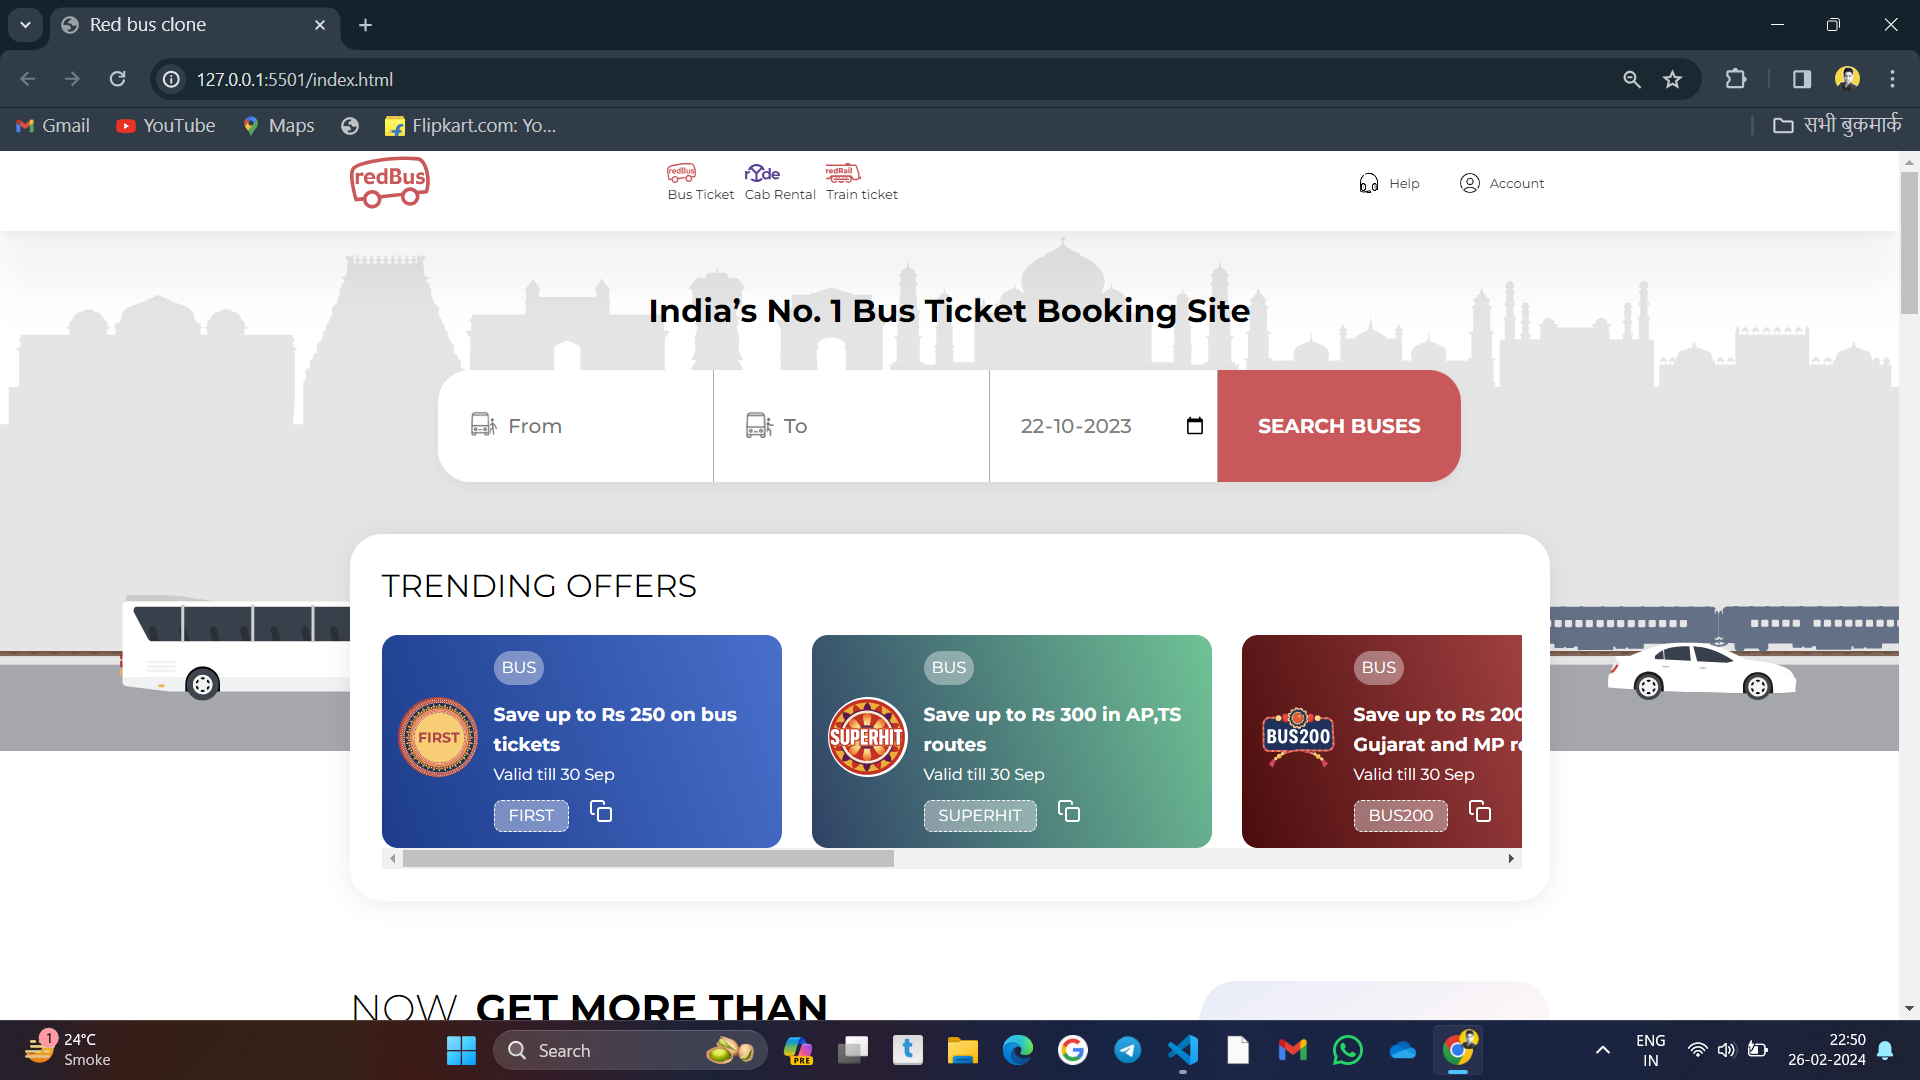 Red bus clone
127.0.0.1:5501/index.html
Gmail YouTube Maps Flipkart.com: Yo... सभी बुकमार्क
redBus
redBus rYde redRail
Bus Ticket Cab Rental Train ticket Help Account
India’s No. 1 Bus Ticket Booking Site
From To 22-10-2023 SEARCH BUSES
TRENDING OFFERS
BUS
FIRST
Save up to Rs 250 on bus
tickets
Valid till 30 Sep
FIRST
BUS
SUPERHIT
Save up to Rs 300 in AP,TS
routes
Valid till 30 Sep
SUPERHIT
BUS
BUS200
Save up to Rs 200
Gujarat and MP r
Valid till 30 Sep
BUS200
NOW GET MORE THAN
1
24°C
Smoke
Search
PRE
t
ENG
IN
22:50
26-02-2024